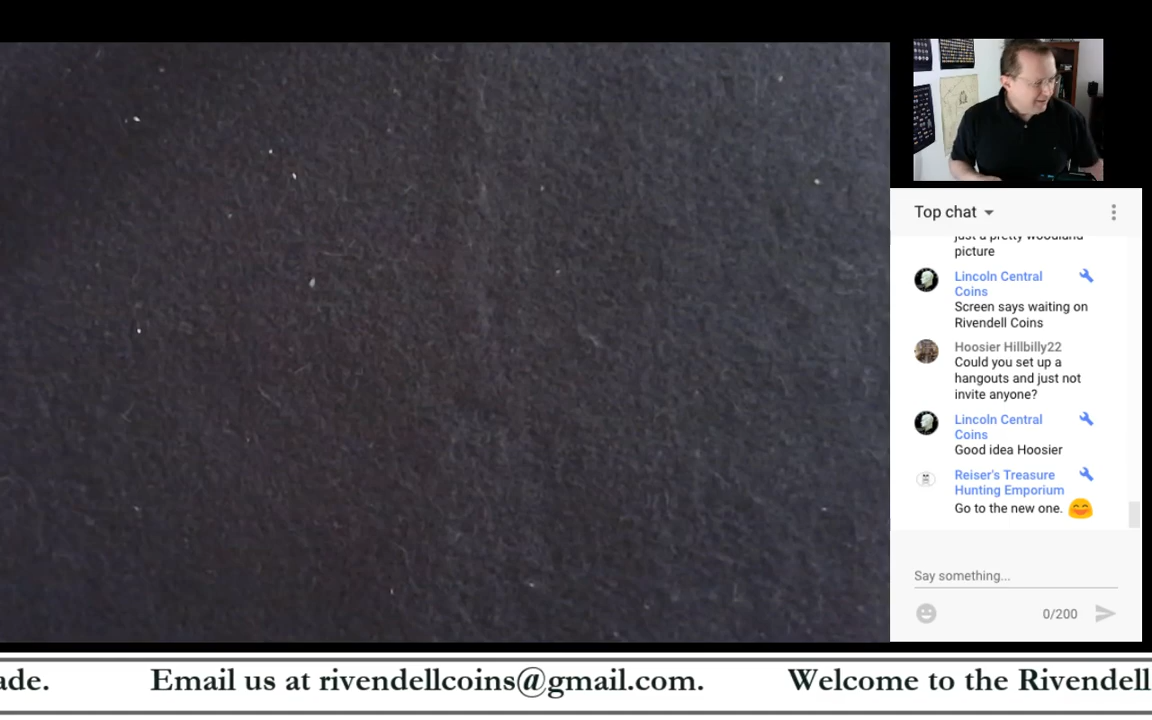 Top chat
just a pretty woodland
picture
Lincoln Central
Coins
Screen says waiting on
Rivendell Coins
Hoosier Hillbilly22
Could you set up a
hangouts and just not
invite anyone?
Lincoln Central
Coins
Good idea Hoosier
Reiser's Treasure
Hunting Emporium
Go to the new one.
Say something...
0/200
ade. Email us at rivendellcoins@gmail.com. Welcome to the Rivendell